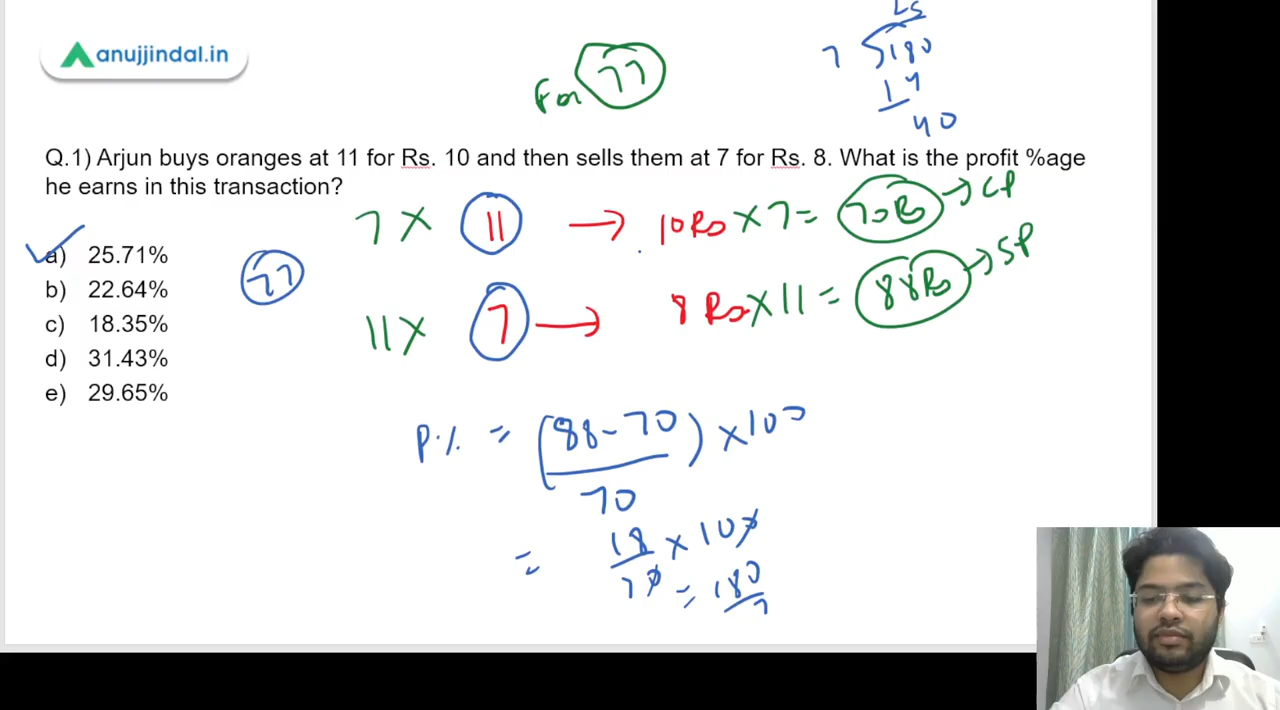 anujjindal.in
For 77
25
7 180
14
40
Q.1) Arjun buys oranges at 11 for Rs. 10 and then sells them at 7 for Rs. 8. What is the profit %age
he earns in this transaction?
7 × 11 → 10Rs × 7 = 70Rs → CP
a) 25.71%
77
b) 22.64%
11 × 7 → 8Rs × 11 = 88Rs → SP
c) 18.35%
d) 31.43%
e) 29.65%
P.% = (88-70) × 100
70
= 18 × 100
70 = 180
7